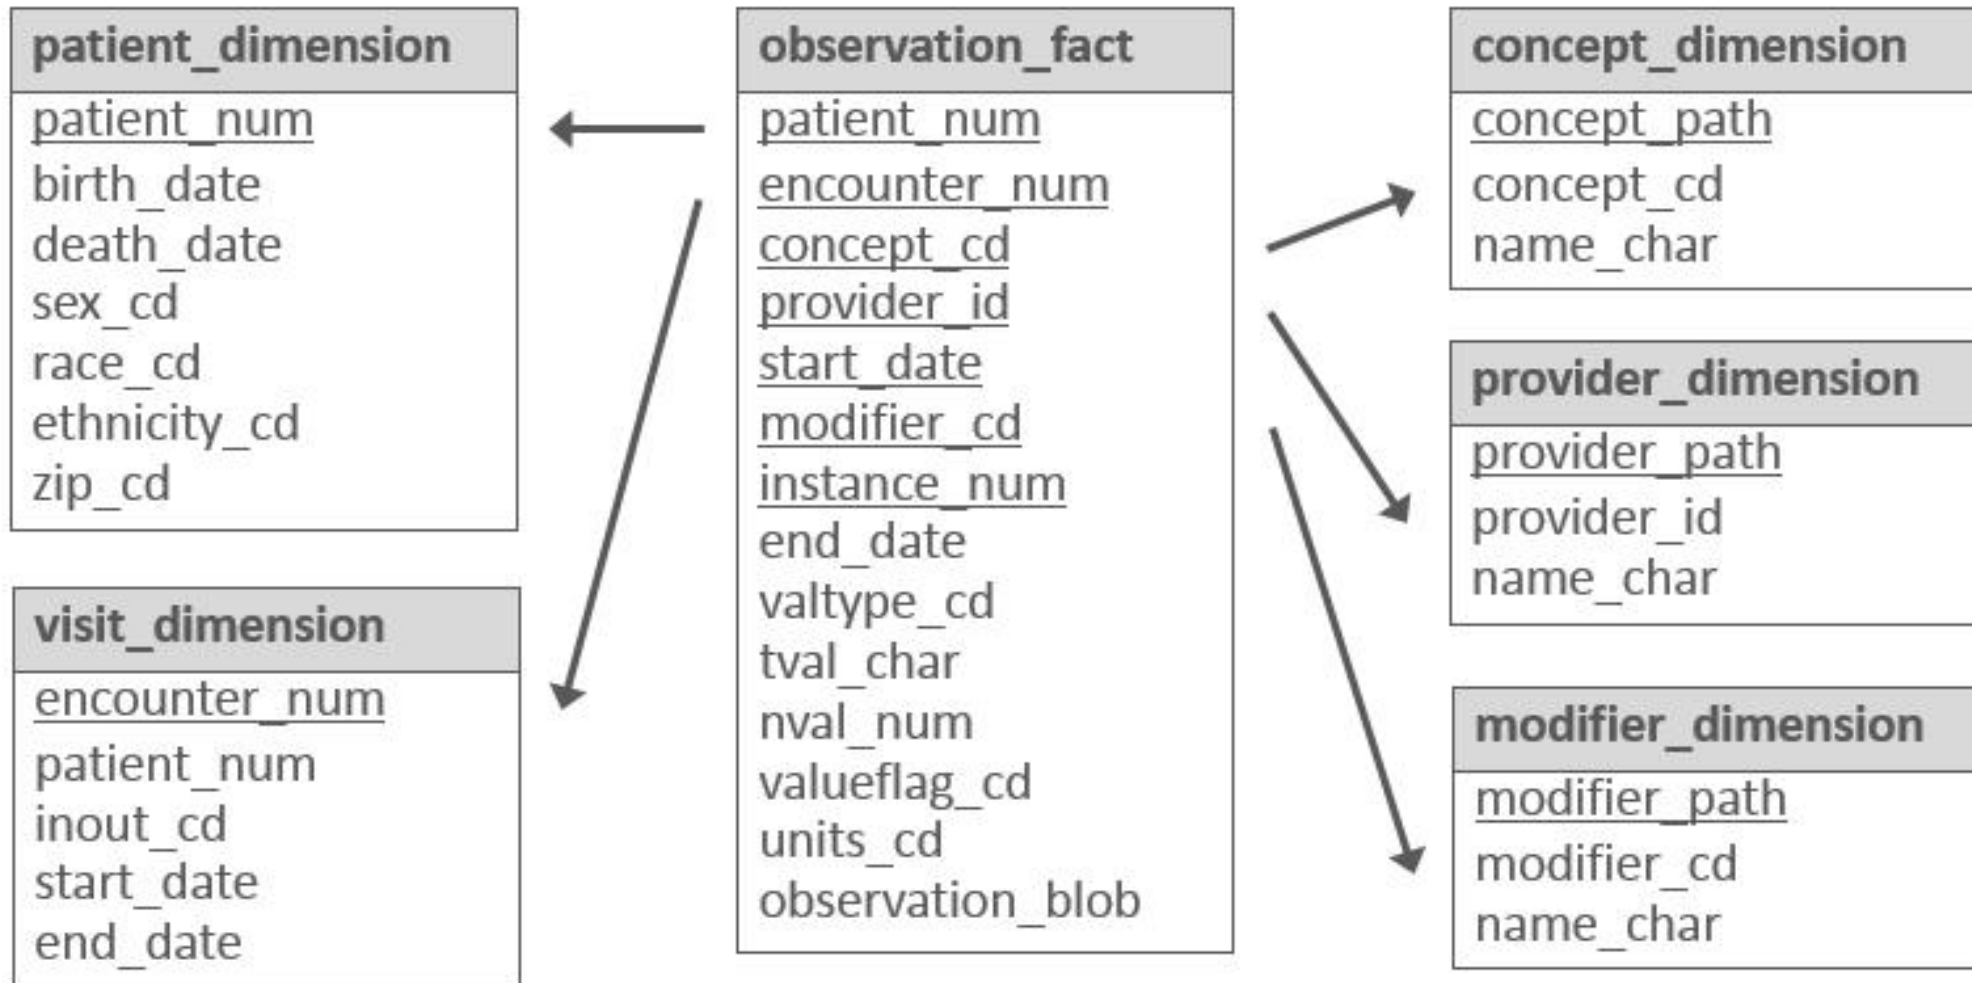 patient_dimension
patient_num
birth_date
death_date
sex_cd
race_cd
ethnicity_cd
zip_cd
visit_dimension
encounter_num
patient_num
inout_cd
start_date
end_date
observation_fact
patient_num
encounter_num
concept_cd
provider_id
start_date
modifier_cd
instance_num
end_date
valtype_cd
tval_char
nval_num
valueflag_cd
units_cd
observation_blob
concept_dimension
concept_path
concept_cd
name_char
provider_dimension
provider_path
provider_id
name_char
modifier_dimension
modifier_path
modifier_cd
name_char